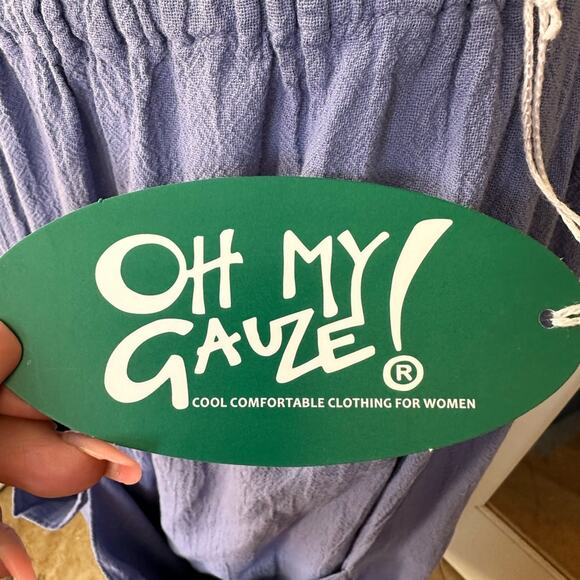 OH MY!
GAUZE
®
COOL COMFORTABLE CLOTHING FOR WOMEN